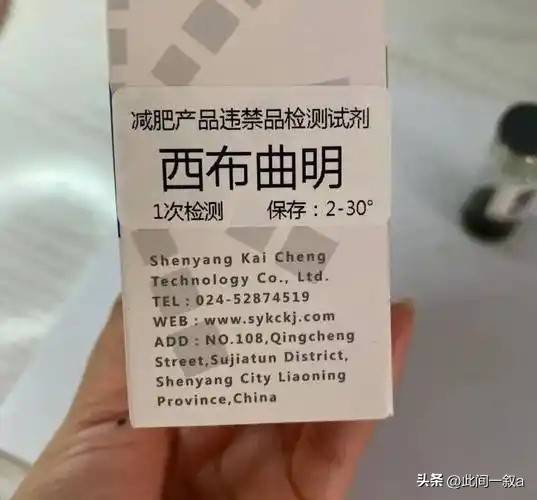 减肥产品违禁品检测试剂
西布曲明
1次检测 保存：2-30°
Shenyang Kai Cheng
Technology Co., Ltd.
TEL：024-52874519
WEB：www.sykckj.com
ADD：NO.108,Qingcheng
Street,Sujiatun District,
Shenyang City Liaoning
Province,China
头条 @此间一叙a